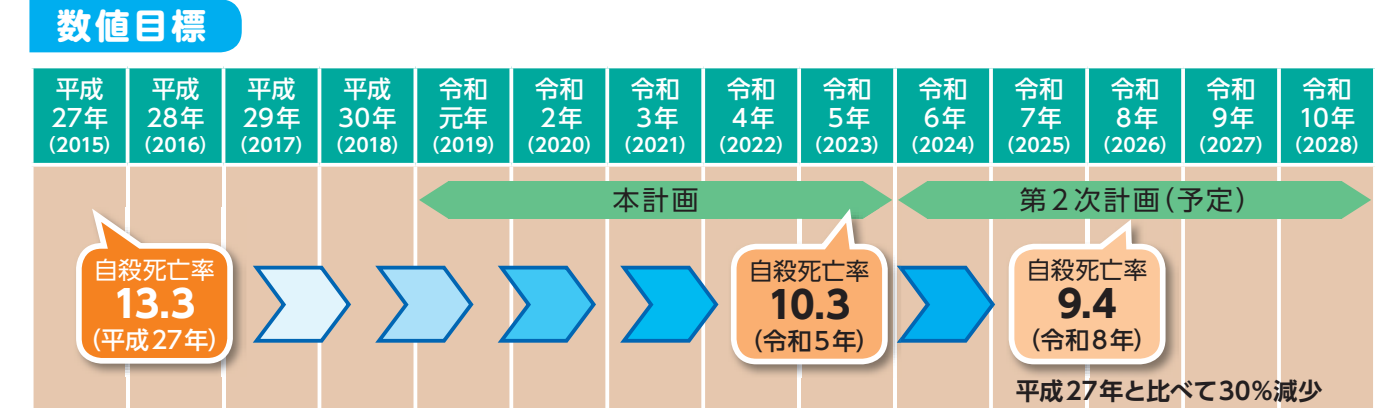 数値目標
平成
27年
(2015)
平成
28年
(2016)
平成
29年
(2017)
平成
30年
(2018)
令和
元年
(2019)
令和
2年
(2020)
令和
3年
(2021)
令和
4年
(2022)
令和
5年
(2023)
令和
6年
(2024)
令和
7年
(2025)
令和
8年
(2026)
令和
9年
(2027)
令和
10年
(2028)
本計画
第2次計画(予定)
自殺死亡率
13.3
(平成27年)
自殺死亡率
10.3
(令和5年)
自殺死亡率
9.4
(令和8年)
平成27年と比べて30%減少